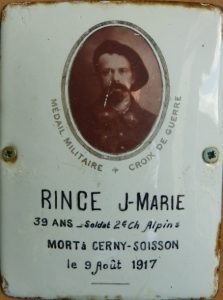 MÉDAIL MILITAIRE + CROIX DE GUERRE
RINCE J-MARIE
39 ANS - Soldat 2e Ch Alpins
MORT à CERNY-SOISSON
le 9 Août 1917